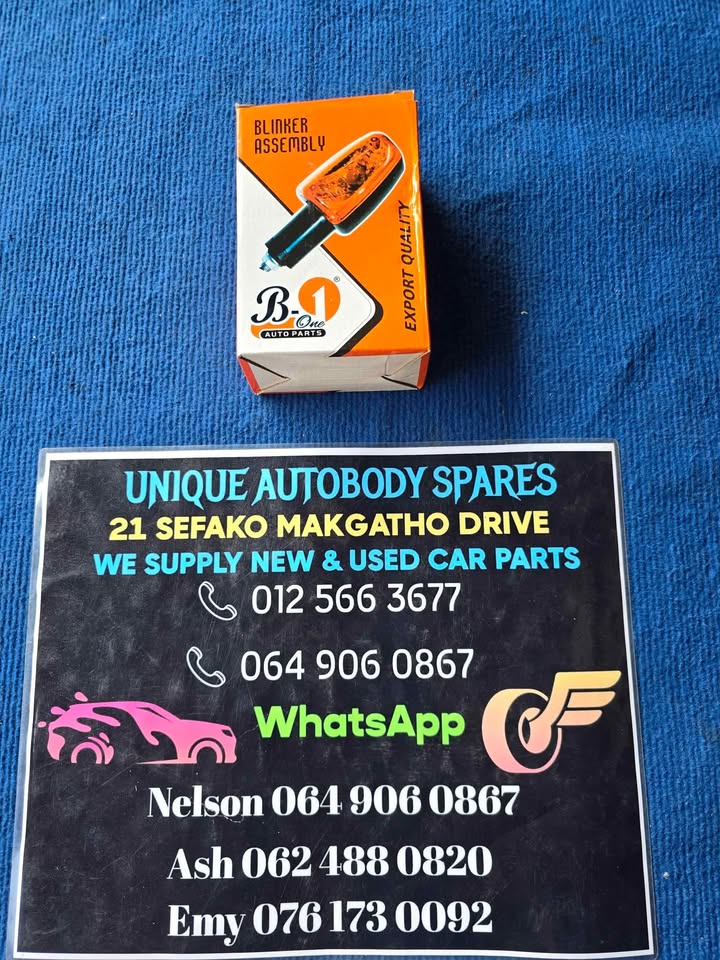 BLINKER
ASSEMBLY
EXPORT QUALITY
B-1®
One
AUTO PARTS
UNIQUE AUTOBODY SPARES
21 SEFAKO MAKGATHO DRIVE
WE SUPPLY NEW & USED CAR PARTS
012 566 3677
064 906 0867
WhatsApp
Nelson 064 906 0867
Ash 062 488 0820
Emy 076 173 0092